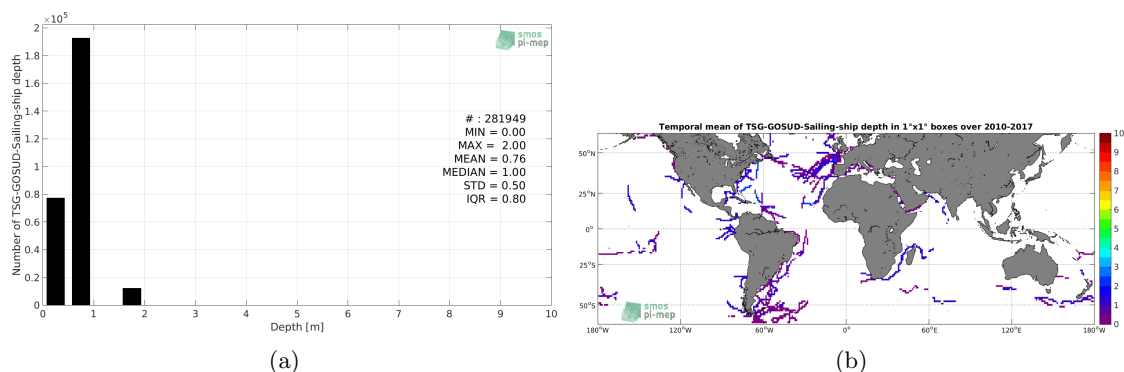 ×10⁵
2
1.8
1.6
1.4
1.2
1
0.8
0.6
0.4
0.2
0
Number of TSG-GOSUD-Sailing-ship depth
smos
pi-mep
# : 281949
MIN = 0.00
MAX = 2.00
MEAN = 0.76
MEDIAN = 1.00
STD = 0.50
IQR = 0.80
0 1 2 3 4 5 6 7 8 9 10
Depth [m]
(a)
Temporal mean of TSG-GOSUD-Sailing-ship depth in 1°x1° boxes over 2010-2017
50°N
25°N
0°
25°S
50°S
smos
pi-mep
180°W 120°W 60°W 0° 60°E 120°E 180°W
10
9
8
7
6
5
4
3
2
1
0
(b)